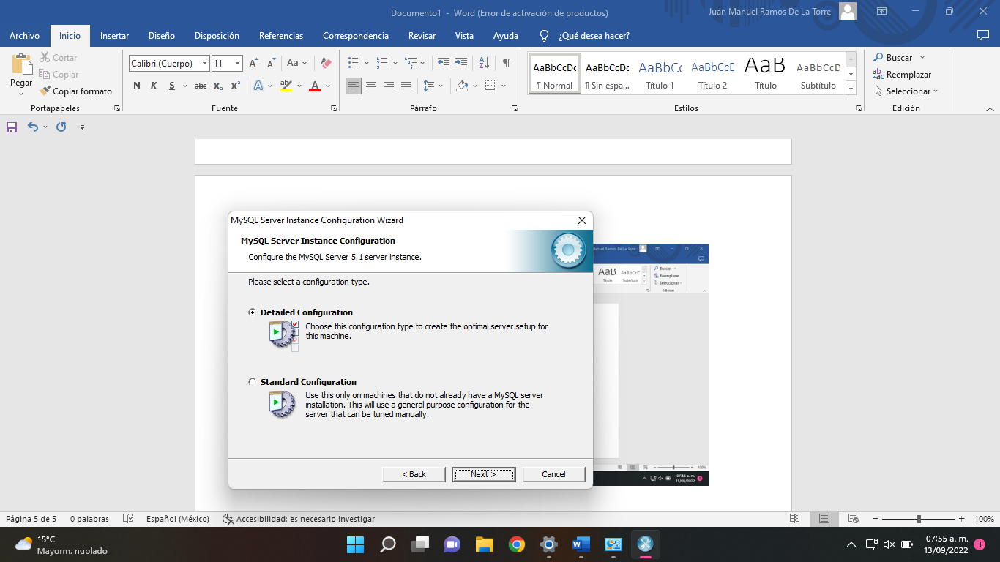 Documento1 - Word (Error de activación de productos)
Juan Manuel Ramos De La Torre
Archivo Inicio Insertar Diseño Disposición Referencias Correspondencia Revisar Vista Ayuda ¿Qué desea hacer?
Pegar
Cortar
Copiar
Copiar formato
Portapapeles
Calibri (Cuerpo) 11
N K S abc x₂ x²
Fuente
Párrafo
AaBbCcDc AaBbCcDc AaBbCc AaBbCcD AaB AaBbCcD
¶ Normal ¶ Sin espa... Título 1 Título 2 Título Subtítulo
Estilos
Buscar
Reemplazar
Seleccionar
Edición
MySQL Server Instance Configuration Wizard
MySQL Server Instance Configuration
Configure the MySQL Server 5.1 server instance.
Please select a configuration type.
Detailed Configuration
Choose this configuration type to create the optimal server setup for
this machine.
Standard Configuration
Use this only on machines that do not already have a MySQL server
installation. This will use a general purpose configuration for the
server that can be tuned manually.
< Back Next > Cancel
Manuel Ramos De La Torre
AaB AaBbCcD
Título Subtítulo
Buscar
Reemplazar
Seleccionar
Edición
100%
07:55 a. m.
13/09/2022
Página 5 de 5 0 palabras Español (México) Accesibilidad: es necesario investigar
100%
15°C
Mayorm. nublado
07:55 a. m.
13/09/2022
3